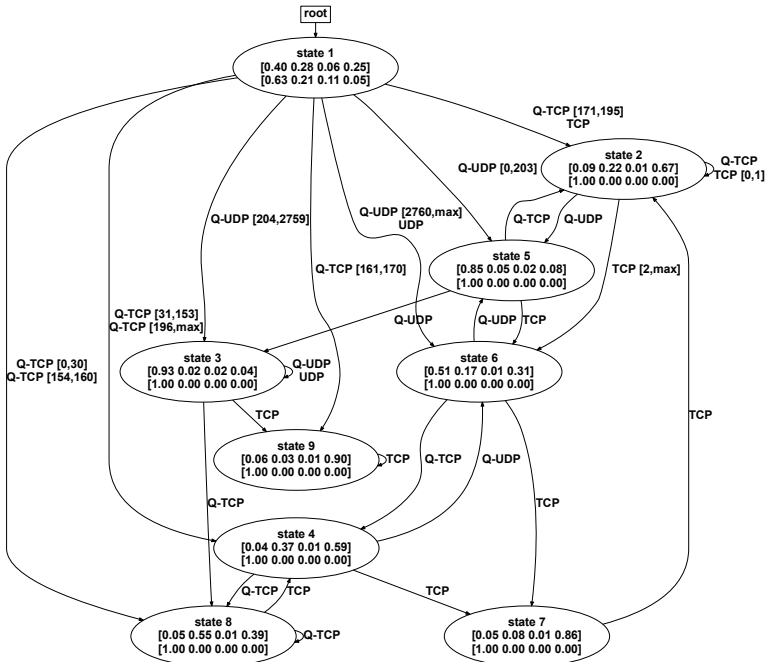 root
state 1
[0.40 0.28 0.06 0.25]
[0.63 0.21 0.11 0.05]
Q-TCP [171,195]
TCP
state 2
[0.09 0.22 0.01 0.67]
[1.00 0.00 0.00 0.00]
Q-TCP
TCP [0,1]
Q-UDP [0,203]
Q-UDP [204,2759]
Q-UDP [2760,max]
UDP
Q-TCP
Q-UDP
state 5
[0.85 0.05 0.02 0.08]
[1.00 0.00 0.00 0.00]
Q-TCP [161,170]
TCP [2,max]
Q-TCP [31,153]
Q-TCP [196,max]
Q-UDP
Q-UDP
TCP
Q-TCP [0,30]
Q-TCP [154,160]
state 3
[0.93 0.02 0.02 0.04]
[1.00 0.00 0.00 0.00]
Q-UDP
UDP
state 6
[0.51 0.17 0.01 0.31]
[1.00 0.00 0.00 0.00]
TCP
TCP
state 9
[0.06 0.03 0.01 0.90]
[1.00 0.00 0.00 0.00]
TCP
Q-TCP
Q-UDP
Q-TCP
TCP
state 4
[0.04 0.37 0.01 0.59]
[1.00 0.00 0.00 0.00]
Q-TCP
TCP
TCP
state 8
[0.05 0.55 0.01 0.39]
[1.00 0.00 0.00 0.00]
Q-TCP
state 7
[0.05 0.08 0.01 0.86]
[1.00 0.00 0.00 0.00]